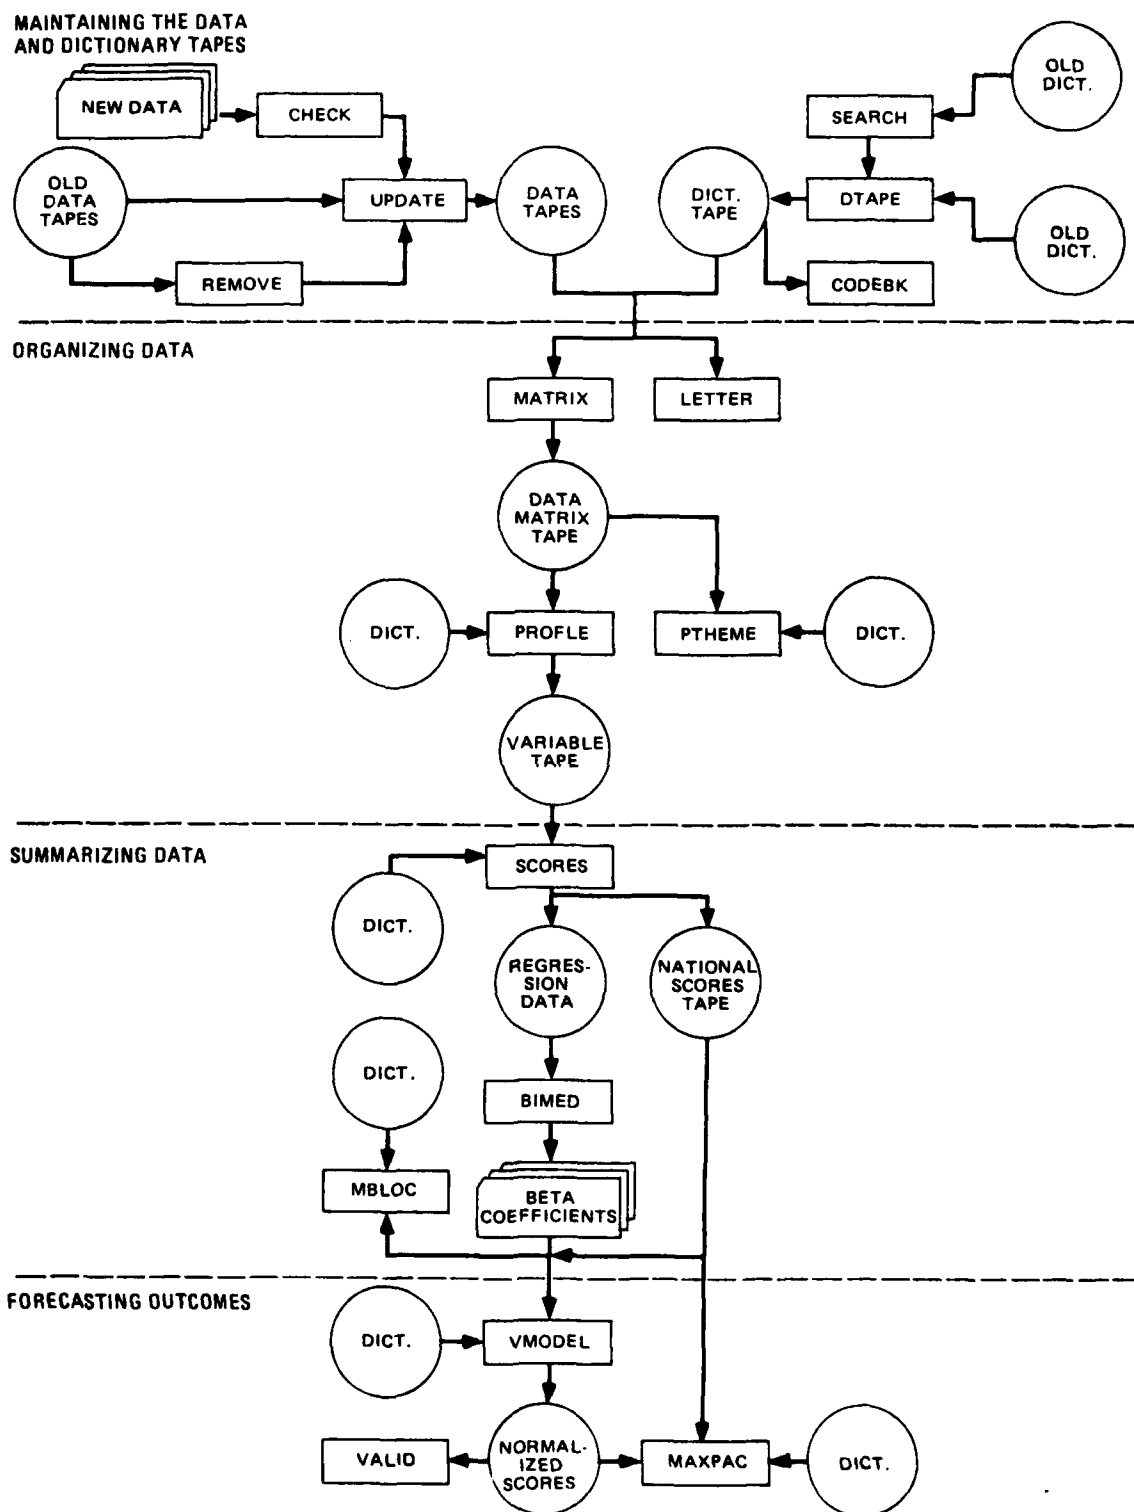 MAINTAINING THE DATA
AND DICTIONARY TAPES
NEW DATA
CHECK
OLD
DICT.
SEARCH
OLD
DATA
TAPES
UPDATE
DATA
TAPES
DICT.
TAPE
DTAPE
OLD
DICT.
REMOVE
CODEBK
ORGANIZING DATA
MATRIX
LETTER
DATA
MATRIX
TAPE
DICT.
PROFLE
PTHEME
DICT.
VARIABLE
TAPE
SUMMARIZING DATA
SCORES
DICT.
REGRES-
SION
DATA
NATIONAL
SCORES
TAPE
DICT.
BIMED
MBLOC
BETA
COEFFICIENTS
FORECASTING OUTCOMES
DICT.
VMODEL
VALID
NORMAL-
IZED
SCORES
MAXPAC
DICT.